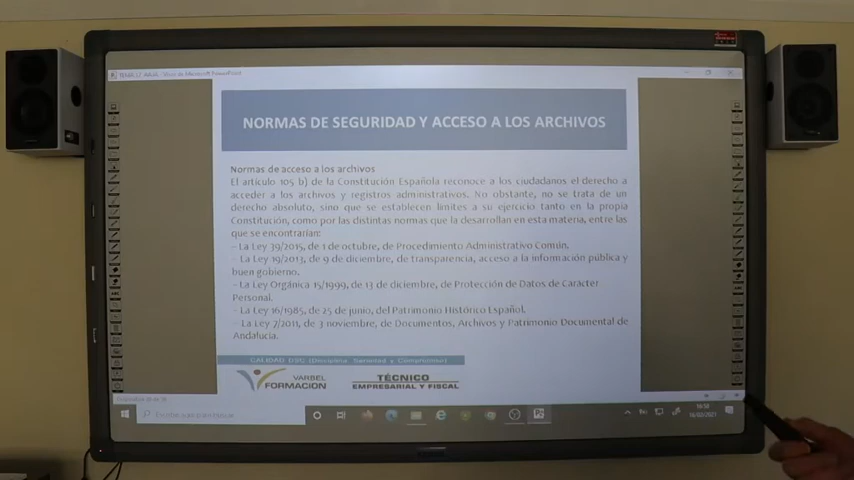 NORMAS DE SEGURIDAD Y ACCESO A LOS ARCHIVOS
Normas de acceso a los archivos
El artículo 105 b) de la Constitución Española reconoce a los ciudadanos el derecho a
acceder a los archivos y registros administrativos. No obstante, no se trata de un
derecho absoluto, sino que se establecen límites a su ejercicio tanto en la propia
Constitución, como por las distintas normas que la desarrollan en esta materia, entre las
que se encontrarían:
- La Ley 39/2015, de 1 de octubre, de Procedimiento Administrativo Común.
- La Ley 19/2013, de 9 de diciembre, de transparencia, acceso a la información pública y
buen gobierno.
- La Ley Orgánica 15/1999, de 13 de diciembre, de Protección de Datos de Carácter
Personal.
- La Ley 16/1985, de 25 de junio, del Patrimonio Histórico Español.
- La Ley 7/2011, de 3 noviembre, de Documentos, Archivos y Patrimonio Documental de
Andalucía.
CALIDAD DSC (Disciplina Seriedad y Compromiso)
VARBEL
FORMACIÓN
TÉCNICO
EMPRESARIAL Y FISCAL